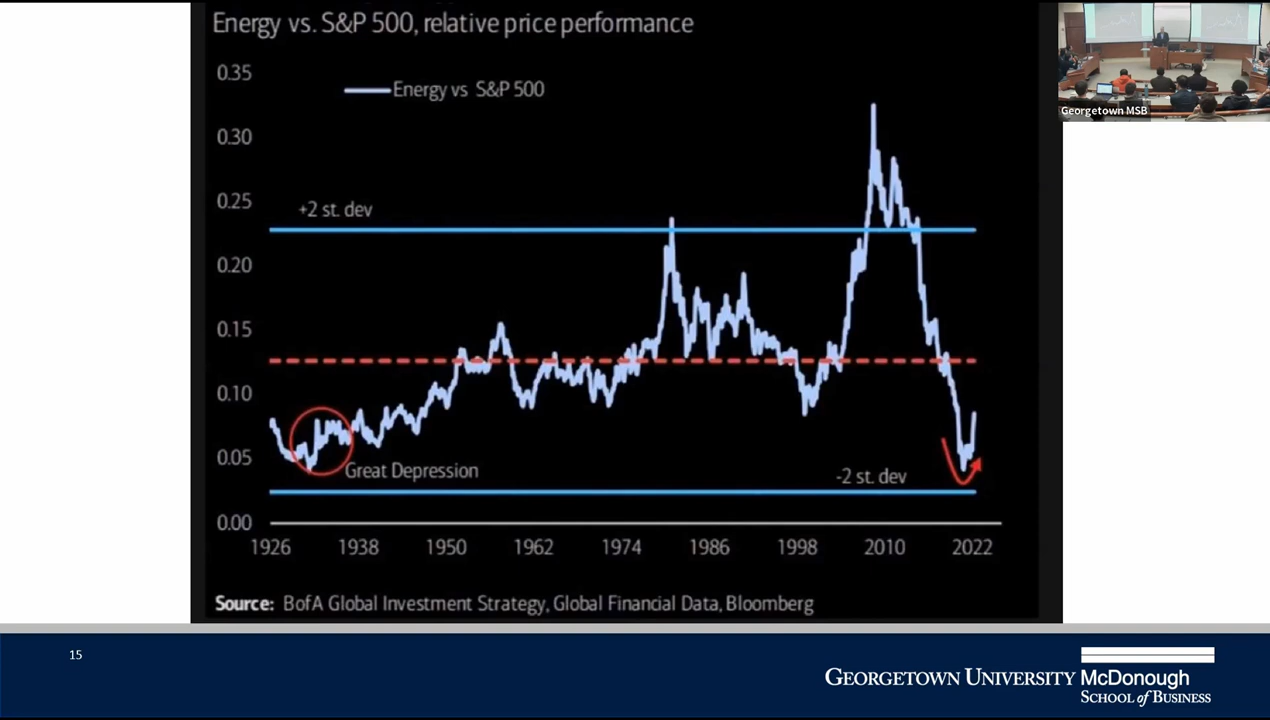 Energy vs. S&P 500, relative price performance
0.35
Energy vs S&P 500
0.30
0.25
+2 st. dev
0.20
0.15
0.10
0.05
Great Depression
-2 st. dev
0.00
1926 1938 1950 1962 1974 1986 1998 2010 2022
Source: BofA Global Investment Strategy, Global Financial Data, Bloomberg
Georgetown MSB
15
GEORGETOWN UNIVERSITY McDonough
SCHOOL of BUSINESS